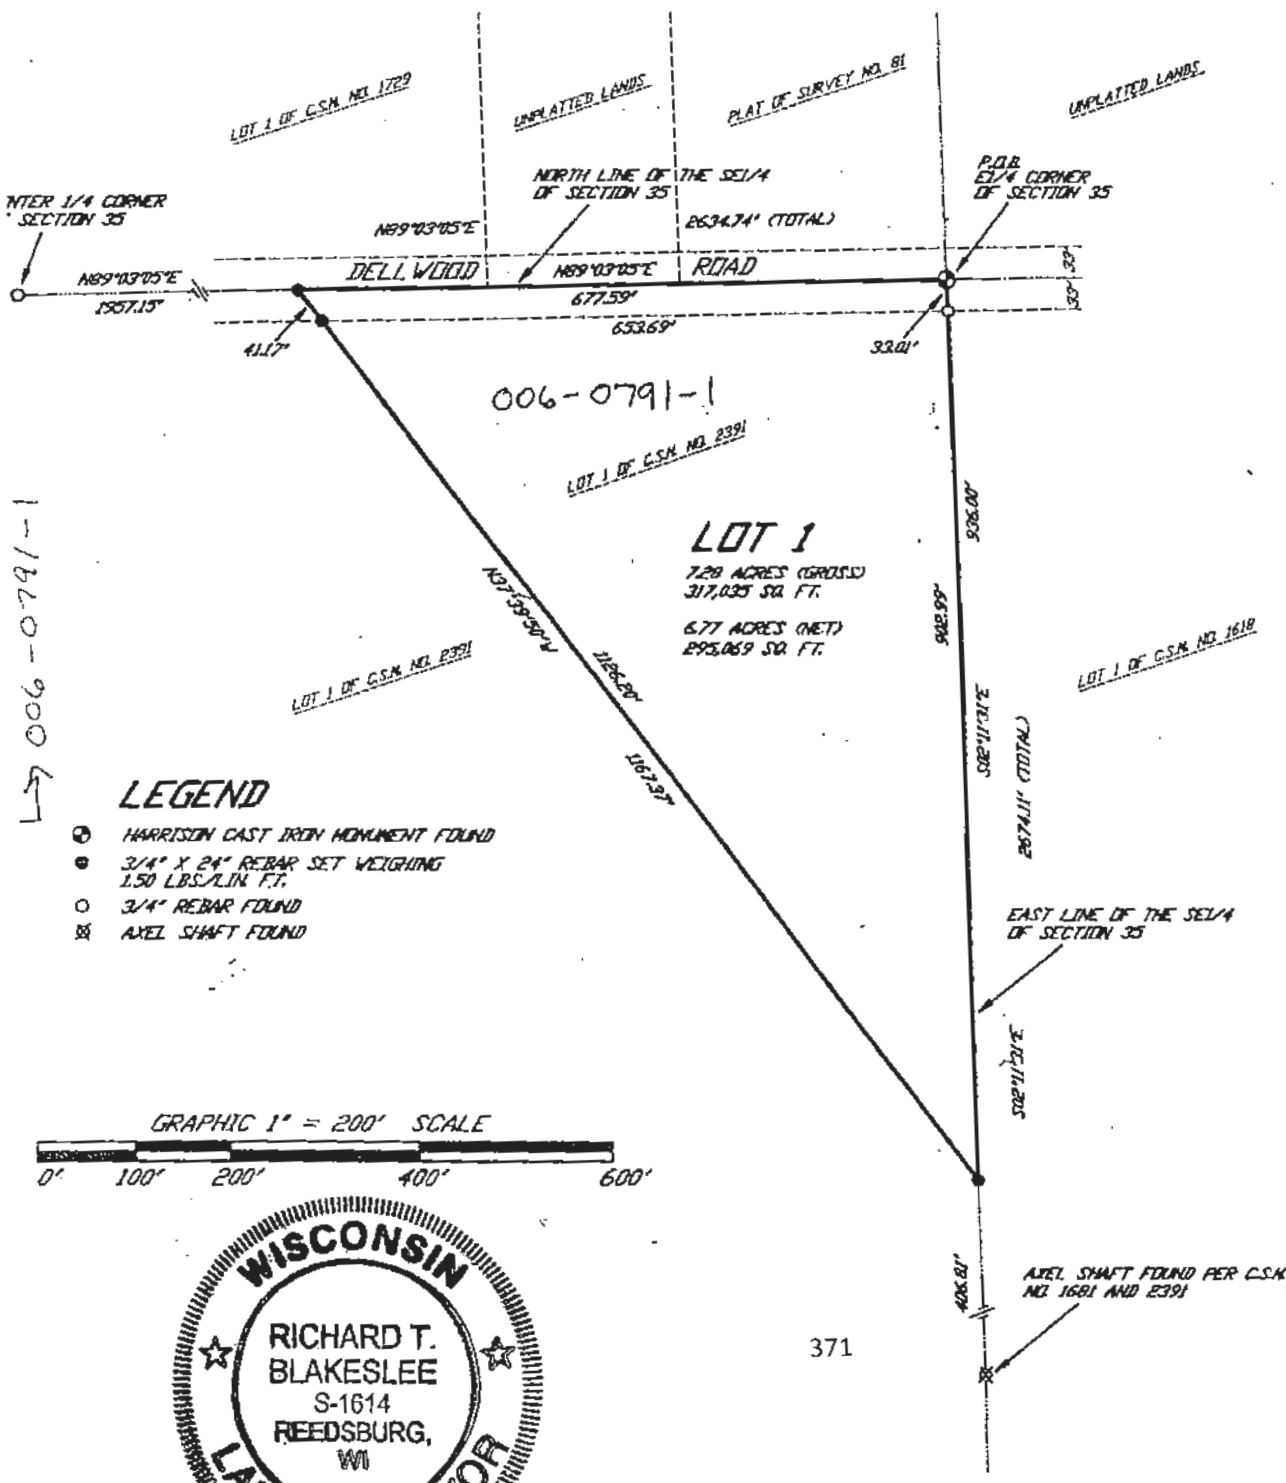 LOT 1 OF C.S.M. NO. 1729
UNPLATTED LANDS
PLAT OF SURVEY NO. 81
UNPLATTED LANDS
NTER 1/4 CORNER
SECTION 35
NORTH LINE OF THE SE1/4
OF SECTION 35
P.O.B.
E1/4 CORNER
OF SECTION 35
N89°03'05"E
2634.74' (TOTAL)
N89°03'05"E
1957.15'
DELLWOOD
N89°03'05"E
ROAD
677.59'
33'
33'
653.69'
41.17'
33.01'
006-0791-1
LOT 1 OF C.S.M. NO. 2391
936.00'
006-0791-1
LOT 1
7.28 ACRES (GROSS)
317,035 SQ. FT.
6.77 ACRES (NET)
295,069 SQ. FT.
N37°39'50"W
902.99'
1126.20'
LOT 1 OF C.S.M. NO. 2391
LOT 1 OF C.S.M. NO. 1618
S02°11'31"E
2674.11' (TOTAL)
1167.37'
LEGEND
HARRISON CAST IRON MONUMENT FOUND
3/4" X 24" REBAR SET WEIGHING
1.50 LBS/LIN. FT.
3/4" REBAR FOUND
AXEL SHAFT FOUND
EAST LINE OF THE SE1/4
OF SECTION 35
S02°11'31"E
GRAPHIC 1" = 200' SCALE
0' 100' 200' 400' 600'
406.81'
AXEL SHAFT FOUND PER C.S.M.
NO. 1681 AND 2391
371
WISCONSIN
RICHARD T.
BLAKESLEE
S-1614
REEDSBURG,
WI